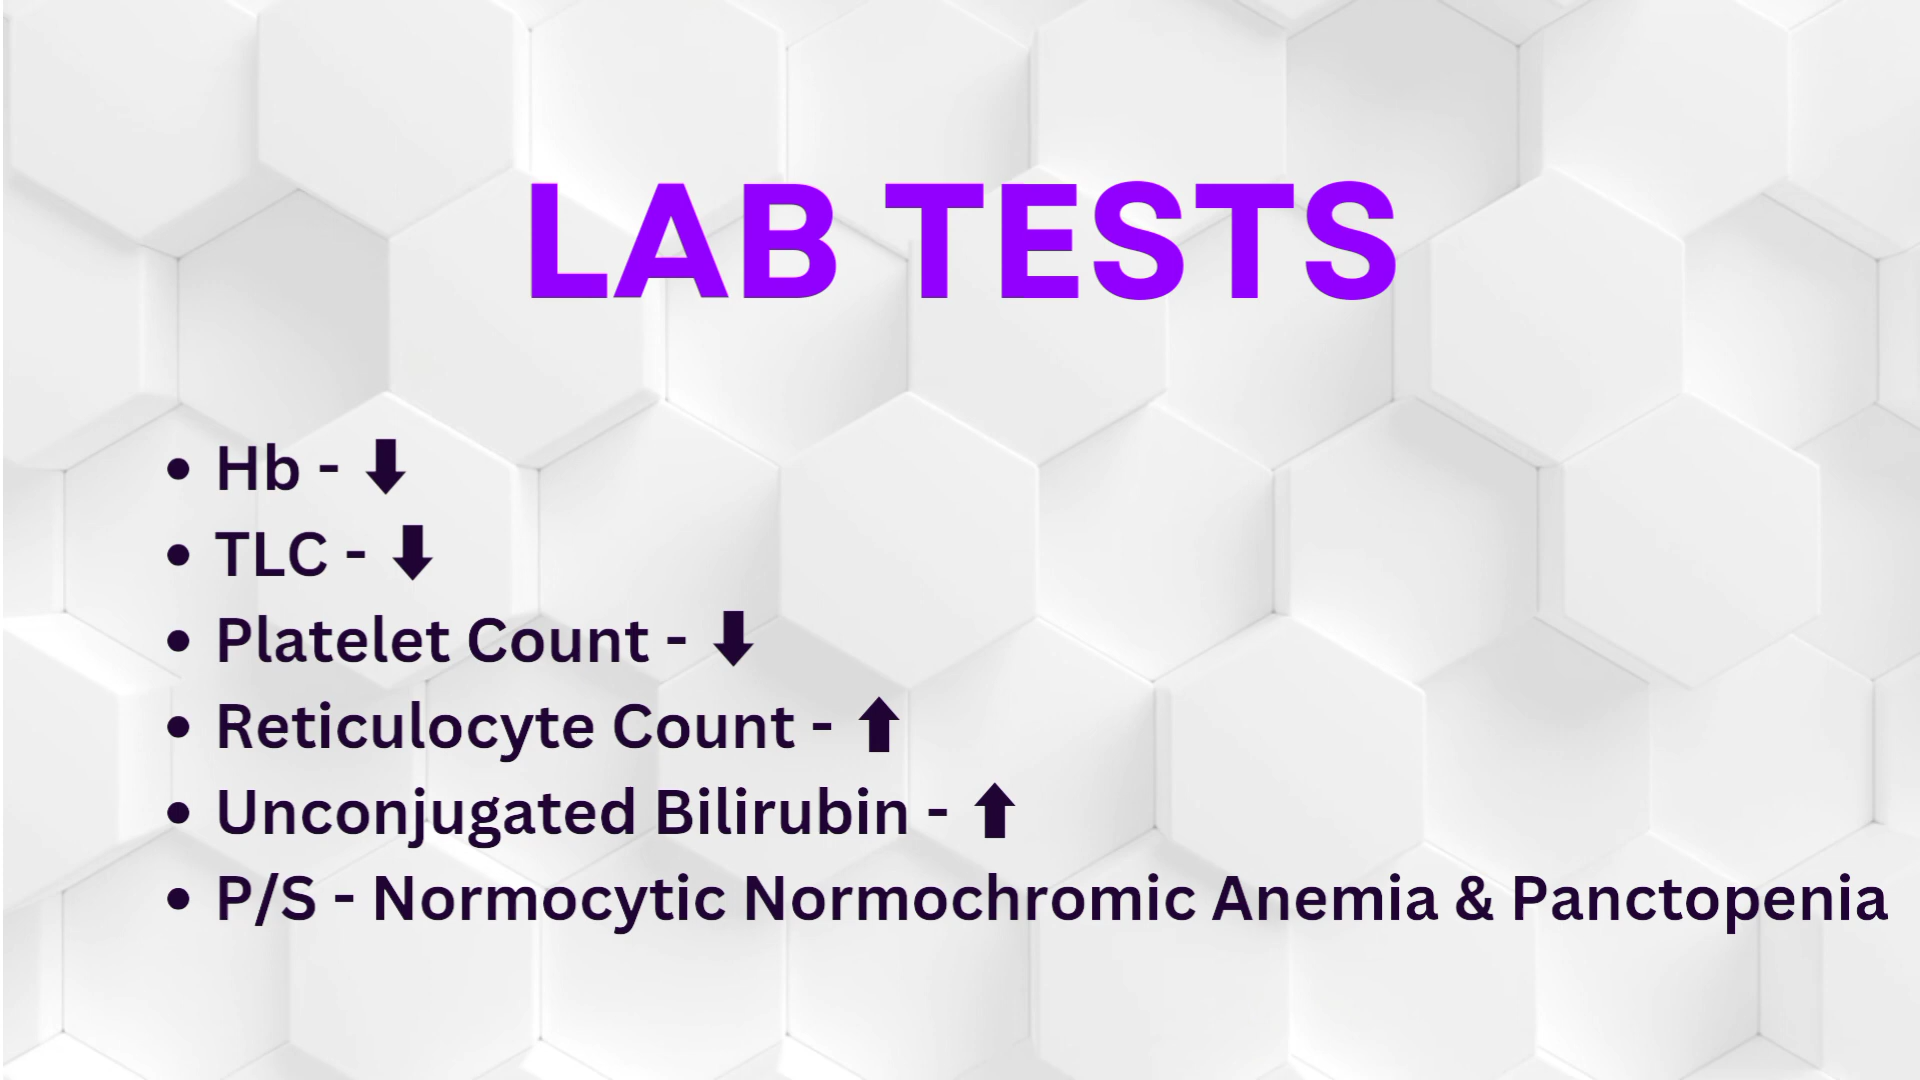 LAB TESTS
• Hb - ⬇
• TLC - ⬇
• Platelet Count - ⬇
• Reticulocyte Count - ⬆
• Unconjugated Bilirubin - ⬆
• P/S - Normocytic Normochromic Anemia & Panctopenia